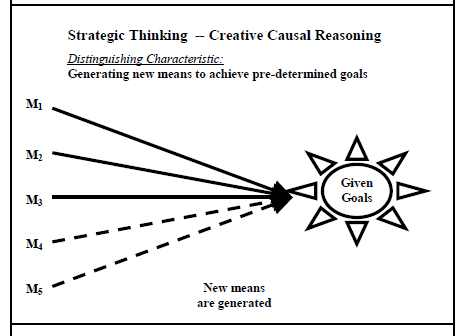 Strategic Thinking -- Creative Causal Reasoning
Distinguishing Characteristic:
Generating new means to achieve pre-determined goals
M1
M2
M3
M4
M5
Given
Goals
New means
are generated